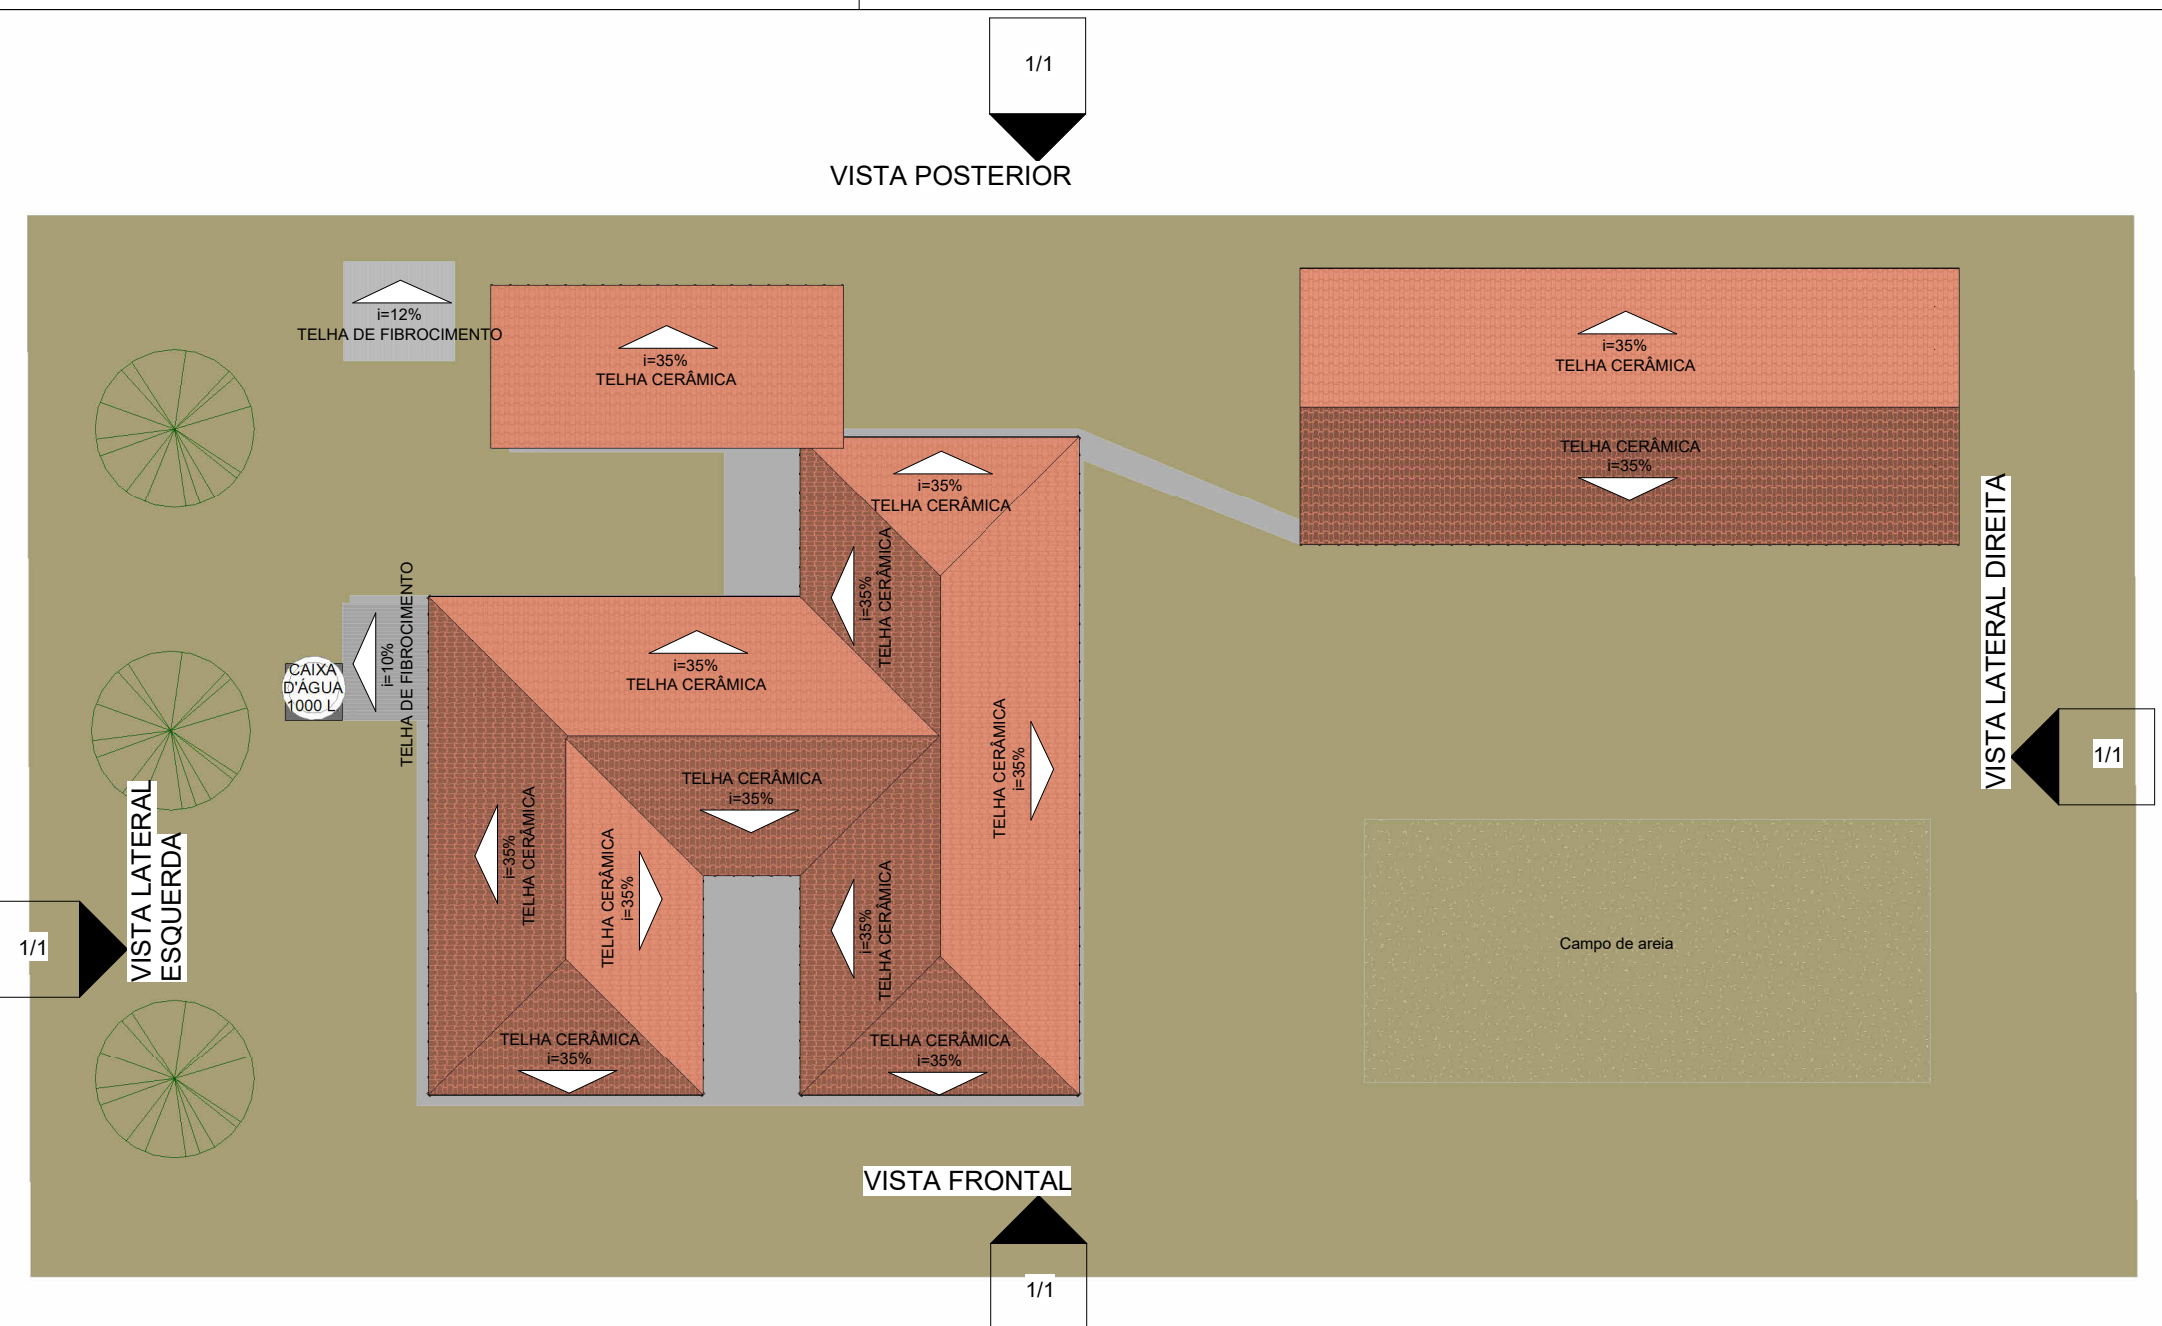 1/1
VISTA POSTERIOR
i=12%
TELHA DE FIBROCIMENTO
i=35%
TELHA CERÂMICA
i=35%
TELHA CERÂMICA
TELHA CERÂMICA
i=35%
i=35%
TELHA CERÂMICA
i=35%
TELHA CERÂMICA
i=10%
TELHA DE FIBROCIMENTO
CAIXA
D'ÁGUA
1000 L
i=35%
TELHA CERÂMICA
TELHA CERÂMICA
i=35%
TELHA CERÂMICA
i=35%
i=35%
TELHA CERÂMICA
TELHA CERÂMICA
i=35%
i=35%
TELHA CERÂMICA
TELHA CERÂMICA
i=35%
TELHA CERÂMICA
i=35%
VISTA LATERAL DIREITA
1/1
VISTA LATERAL
ESQUERDA
1/1
Campo de areia
VISTA FRONTAL
1/1